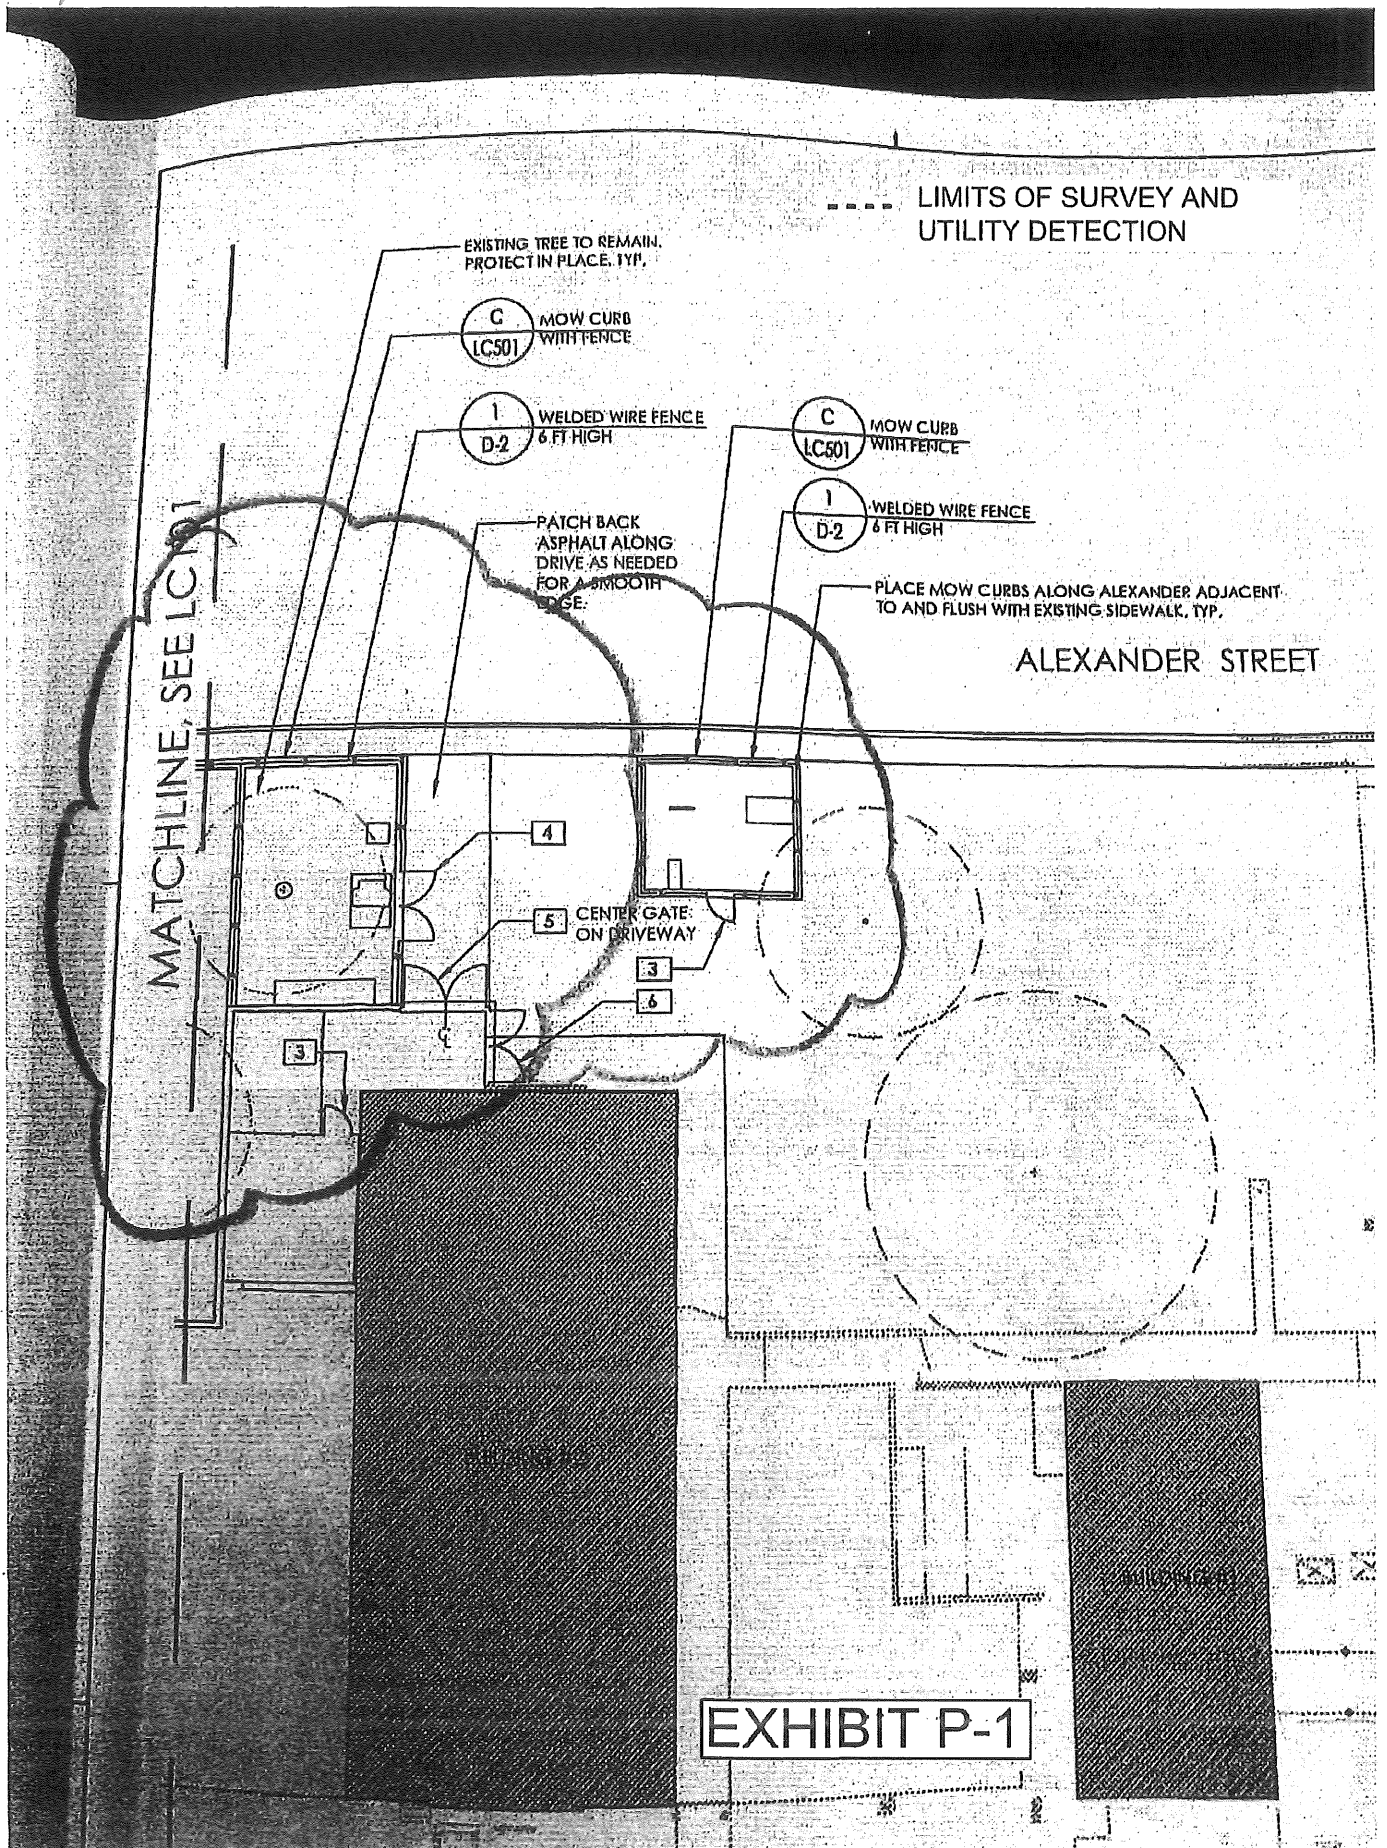 LIMITS OF SURVEY AND
UTILITY DETECTION
EXISTING TREE TO REMAIN.
PROTECT IN PLACE, TYP.
C
LC501
MOW CURB
WITH FENCE
1
D-2
WELDED WIRE FENCE
6 FT HIGH
C
LC501
MOW CURB
WITH FENCE
1
D-2
WELDED WIRE FENCE
6 FT HIGH
PATCH BACK
ASPHALT ALONG
DRIVE AS NEEDED
FOR A SMOOTH
EDGE.
PLACE MOW CURBS ALONG ALEXANDER ADJACENT
TO AND FLUSH WITH EXISTING SIDEWALK, TYP.
ALEXANDER STREET
MATCHLINE, SEE LC101
4
5
CENTER GATE
ON DRIVEWAY
3
6
3
EXHIBIT P-1